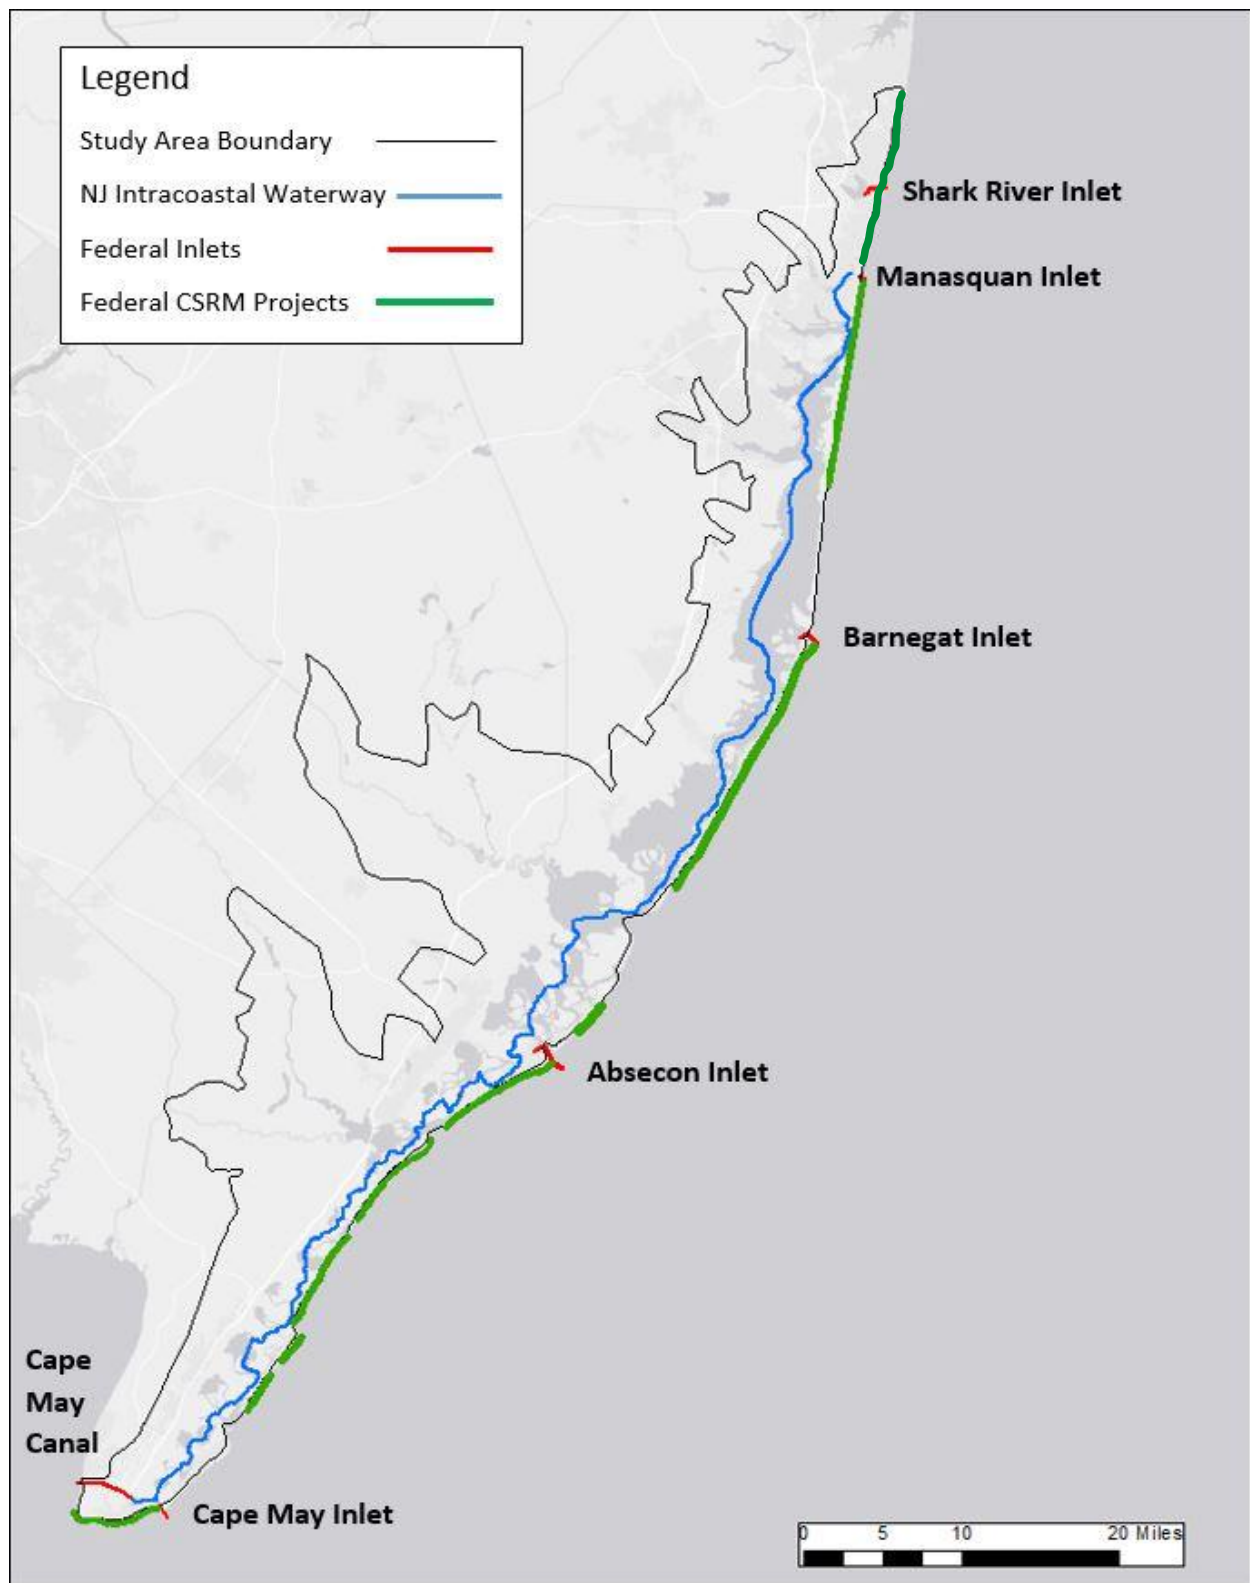 Legend
Study Area Boundary
NJ Intracoastal Waterway
Federal Inlets
Federal CSRM Projects
Shark River Inlet
Manasquan Inlet
Barnegat Inlet
Absecon Inlet
Cape
May
Canal
Cape May Inlet
0 5 10 20 Miles